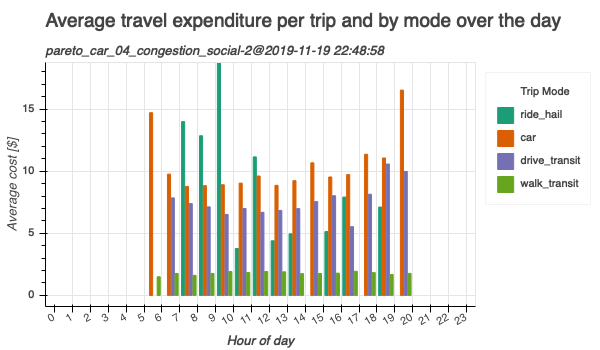 Average travel expenditure per trip and by mode over the day
pareto_car_04_congestion_social-2@2019-11-19 22:48:58
Trip Mode
ride_hail
car
drive_transit
walk_transit
Average cost [$]
15
10
5
0
0 1 2 3 4 5 6 7 8 9 10 11 12 13 14 15 16 17 18 19 20 21 22 23
Hour of day